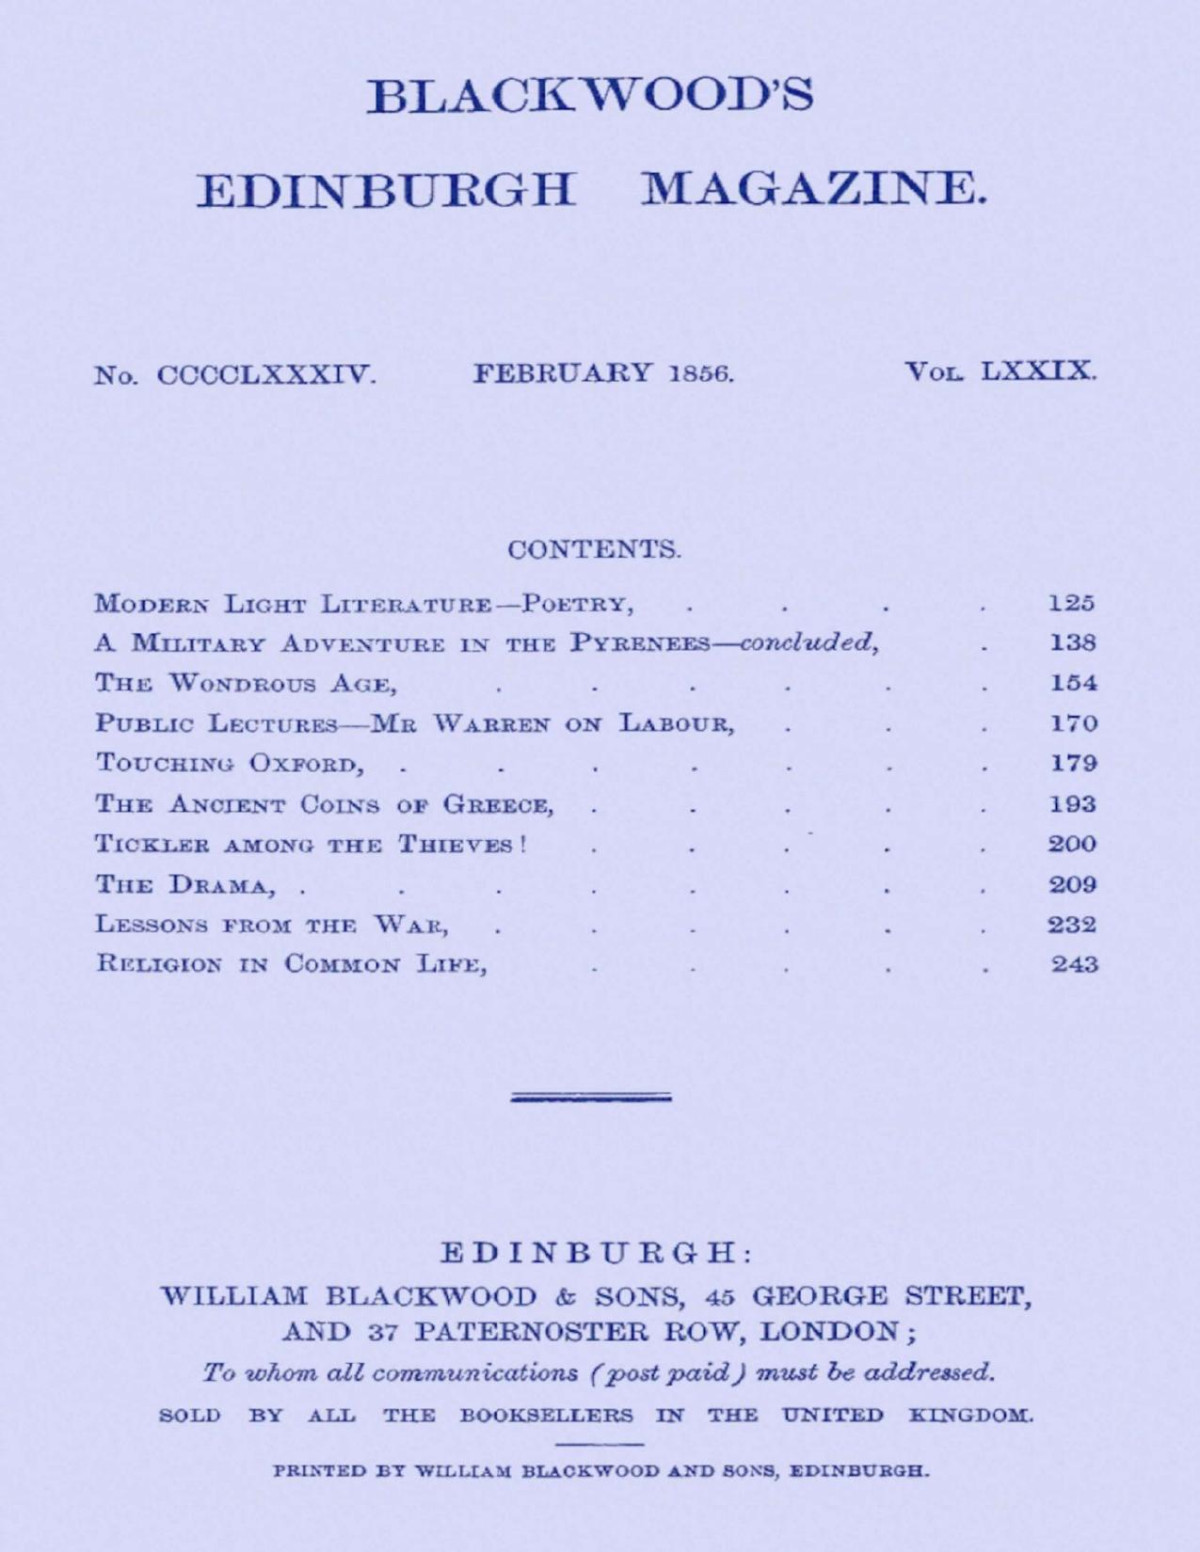 BLACKWOOD'S
EDINBURGH MAGAZINE.
No. CCCCLXXXIV. FEBRUARY 1856. Vol. LXXIX.
CONTENTS.
Modern Light Literature—Poetry, . . . . 125
A Military Adventure in the Pyrenees—concluded, . 138
The Wondrous Age, . . . . . . 154
Public Lectures—Mr Warren on Labour, . . . 170
Touching Oxford, . . . . . . . 179
The Ancient Coins of Greece, . . . . . 193
Tickler among the Thieves! . . . . . 200
The Drama, . . . . . . . . 209
Lessons from the War, . . . . . . 232
Religion in Common Life, . . . . . 243
EDINBURGH:
WILLIAM BLACKWOOD & SONS, 45 GEORGE STREET,
AND 37 PATERNOSTER ROW, LONDON;
To whom all communications (post paid) must be addressed.
SOLD BY ALL THE BOOKSELLERS IN THE UNITED KINGDOM.
PRINTED BY WILLIAM BLACKWOOD AND SONS, EDINBURGH.